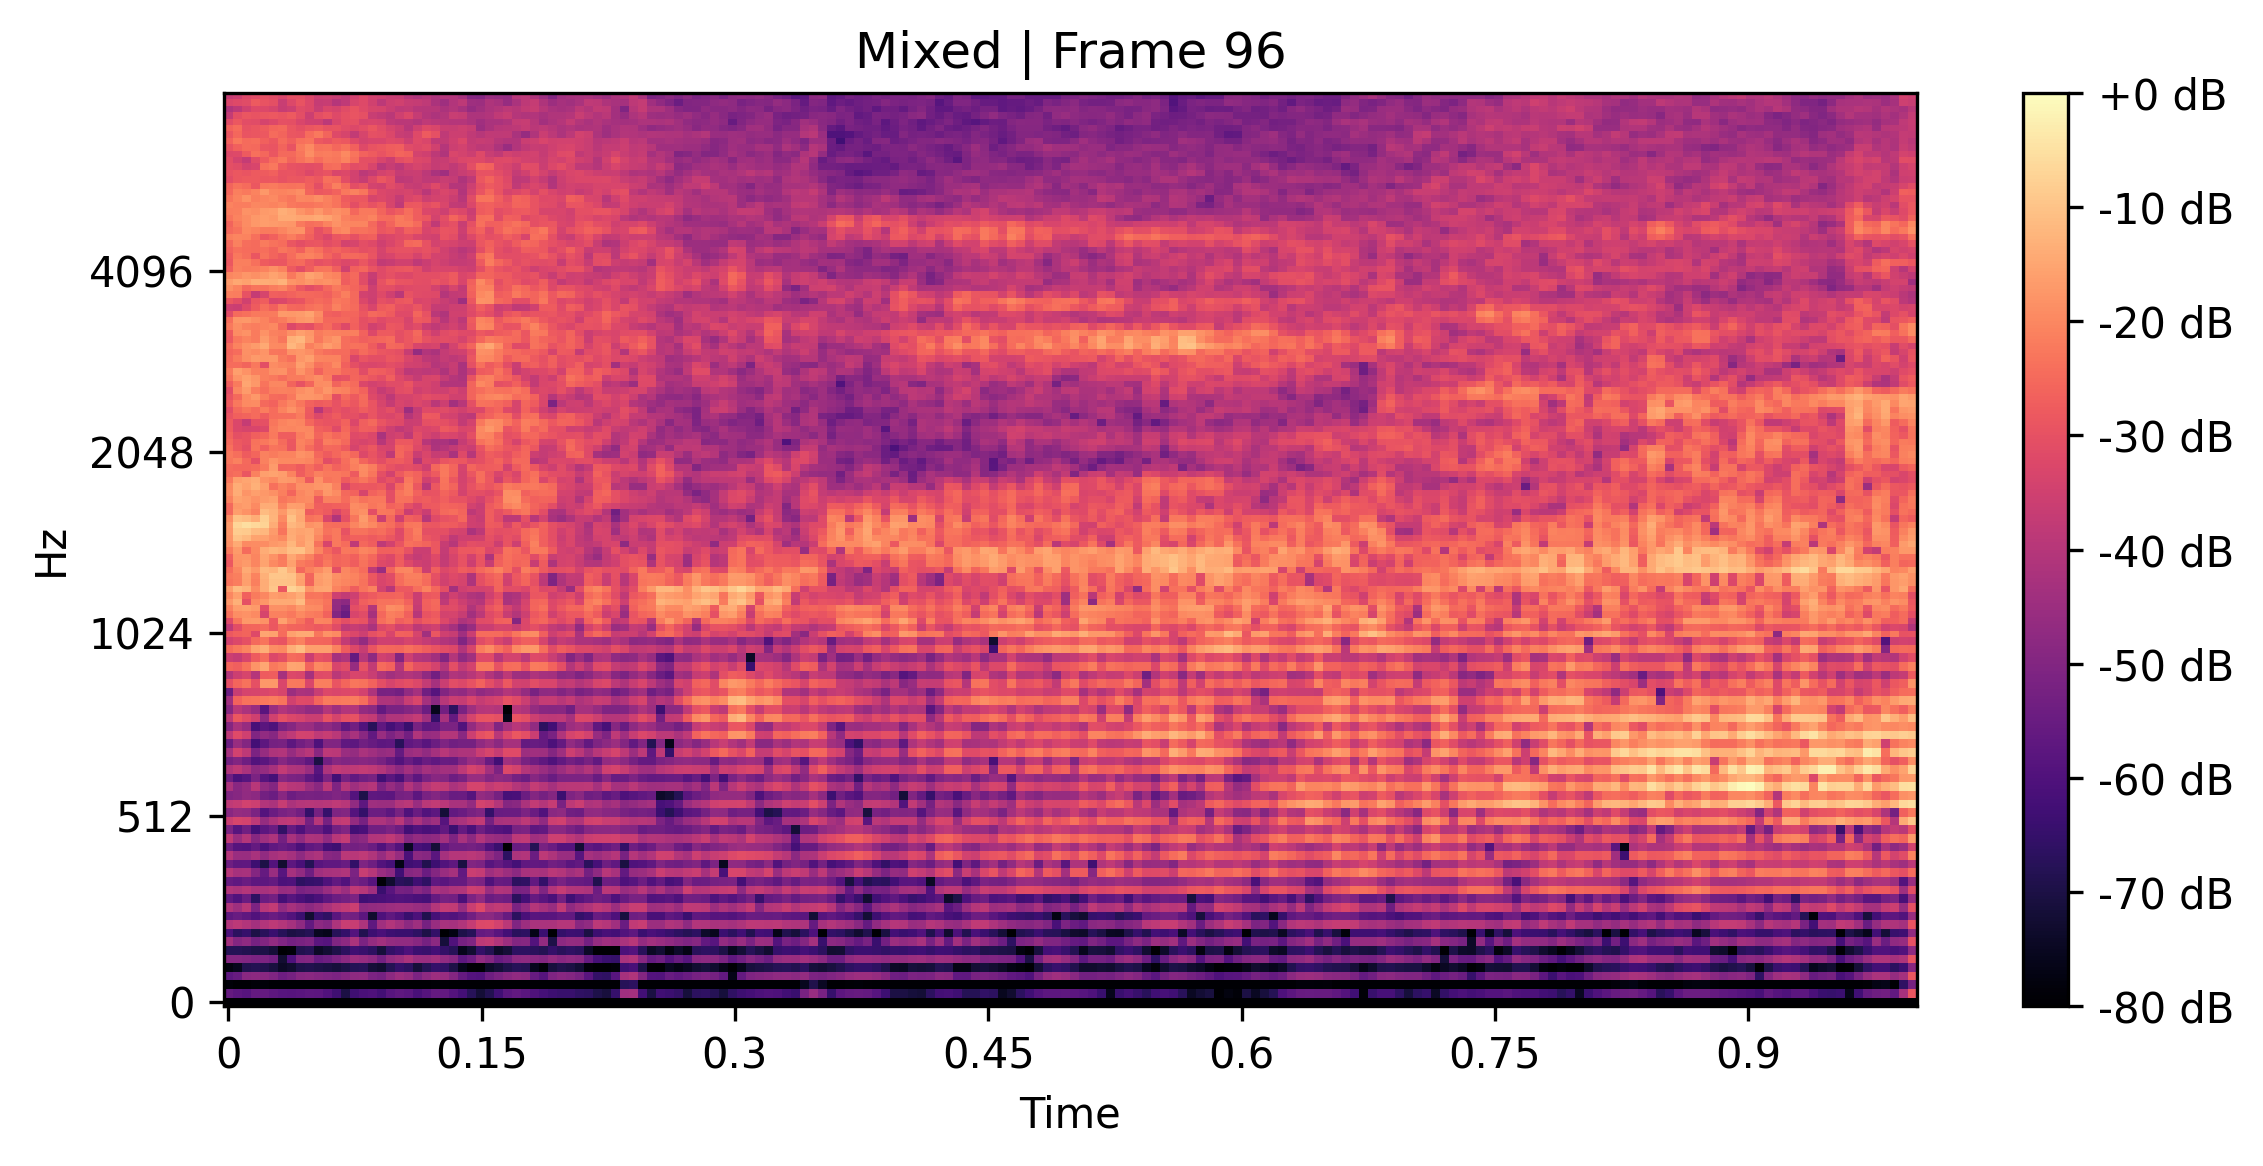 Mixed | Frame 96
+0 dB
-10 dB
-20 dB
-30 dB
-40 dB
-50 dB
-60 dB
-70 dB
-80 dB
Hz
4096
2048
1024
512
0
0 0.15 0.3 0.45 0.6 0.75 0.9
Time